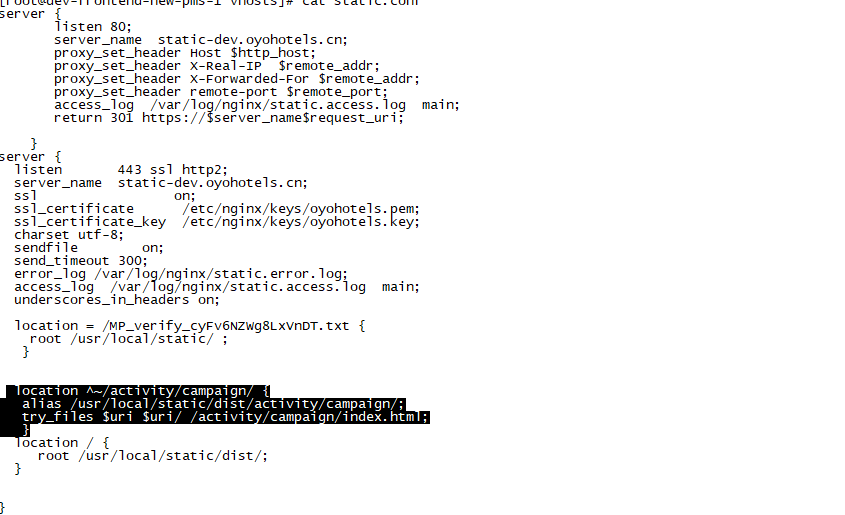 [root@dev-frontend-new-pms-1 vhosts]# cat static.conf
server {
        listen 80;
        server_name  static-dev.oyohotels.cn;
        proxy_set_header Host $http_host;
        proxy_set_header X-Real-IP  $remote_addr;
        proxy_set_header X-Forwarded-For $remote_addr;
        proxy_set_header remote-port $remote_port;
        access_log  /var/log/nginx/static.access.log  main;
        return 301 https://$server_name$request_uri;
    }
server {
  listen       443 ssl http2;
  server_name  static-dev.oyohotels.cn;
  ssl                  on;
  ssl_certificate      /etc/nginx/keys/oyohotels.pem;
  ssl_certificate_key  /etc/nginx/keys/oyohotels.key;
  charset utf-8;
  sendfile        on;
  send_timeout 300;
  error_log /var/log/nginx/static.error.log;
  access_log  /var/log/nginx/static.access.log  main;
  underscores_in_headers on;
  location = /MP_verify_cyFv6NZWg8LxVnDT.txt {
    root /usr/local/static/ ;
   }
  location ^~/activity/campaign/ {
   alias /usr/local/static/dist/activity/campaign/;
   try_files $uri $uri/ /activity/campaign/index.html;
   }
  location / {
     root /usr/local/static/dist/;
  }
}